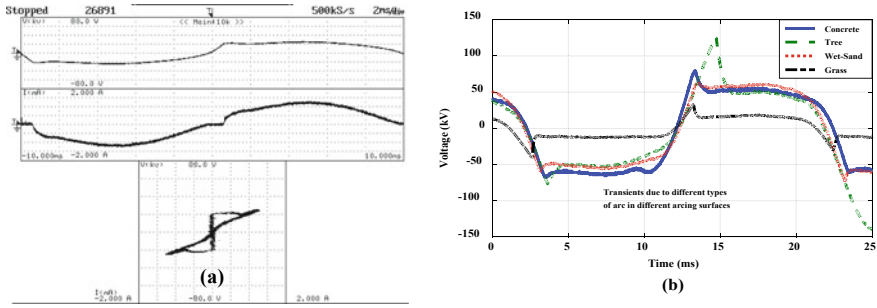 Stopped 26891 500kS/s 2ms/div
<< Main:10k >>
V(kv) 80.0 V
-80.0 V
I(mA) 2.000 A
-10.000ms -2.000 A 10.000ms
V(kv) 80.0 V
(a)
I(mA)
-2.000 A -80.0 V 2.000 A
150
100
50
0
-50
-100
-150
Voltage (kV)
Concrete
Tree
Wet-Sand
Grass
Transients due to different types
of arc in different arcing surfaces
0 5 10 15 20 25
Time (ms)
(b)